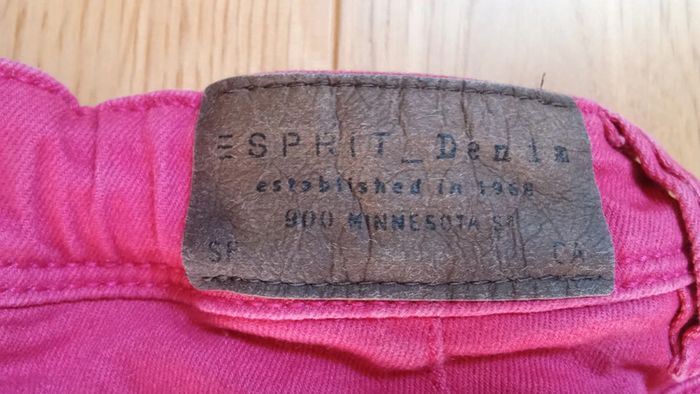 ESPRIT_Denim
established in 1968
900 MINNESOTA ST
SF CA